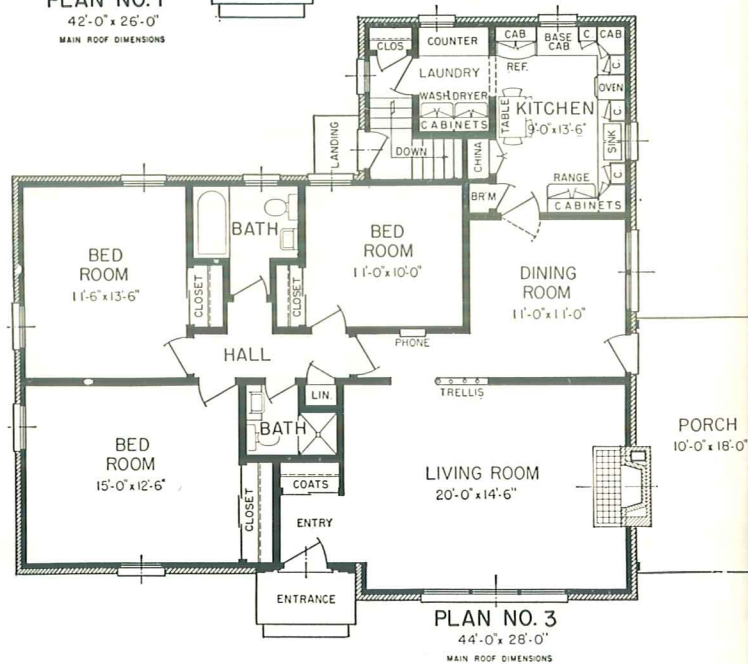 PLAN NO. 1
42'-0" x 26'-0"
MAIN ROOF DIMENSIONS
CLOS
COUNTER
CAB
BASE
CAB
C.
CAB
LAUNDRY
REF.
C.
OVEN
WASH
DRYER
CABINETS
TABLE
KITCHEN
9'-0" x 13'-6"
C.
SINK
LANDING
DOWN
CHINA
RANGE
C.
BR'M
CABINETS
BED
ROOM
11'-6" x 13'-6"
BATH
BED
ROOM
11'-0" x 10'-0"
CLOSET
CLOSET
DINING
ROOM
11'-0" x 11'-0"
HALL
PHONE
LIN.
TRELLIS
BATH
BED
ROOM
15'-0" x 12'-6"
PORCH
10'-0" x 18'-0"
LIVING ROOM
20'-0" x 14'-6"
COATS
CLOSET
ENTRY
ENTRANCE
PLAN NO. 3
44'-0" x 28'-0"
MAIN ROOF DIMENSIONS